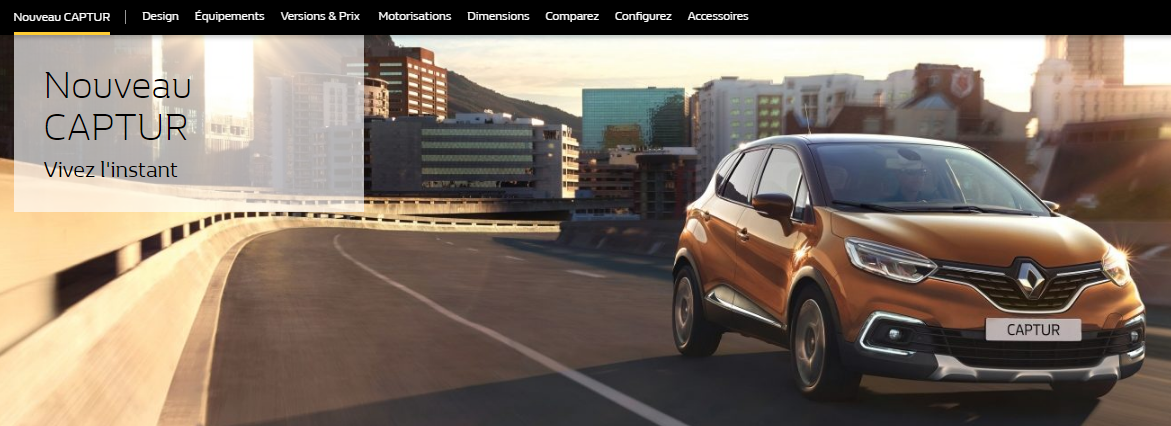 Nouveau CAPTUR | Design Équipements Versions & Prix Motorisations Dimensions Comparez Configurez Accessoires
Nouveau
CAPTUR
Vivez l'instant
CAPTUR